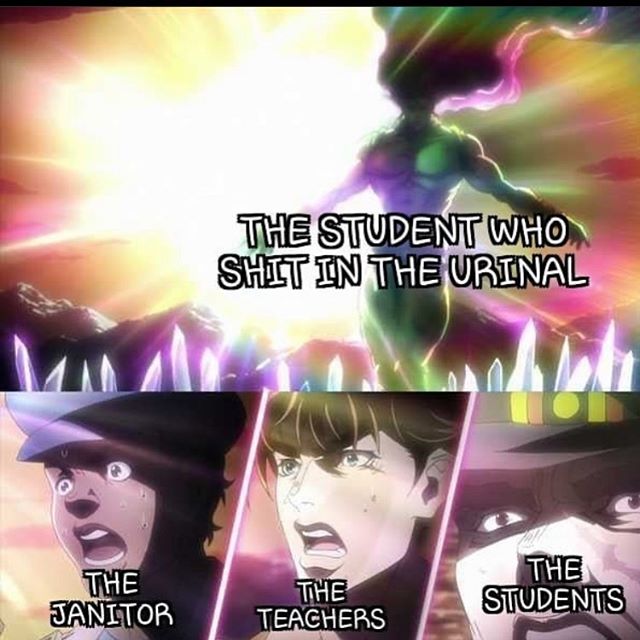 THE STUDENT WHO
SHIT IN THE URINAL
THE
JANITOR
THE
TEACHERS
THE
STUDENTS